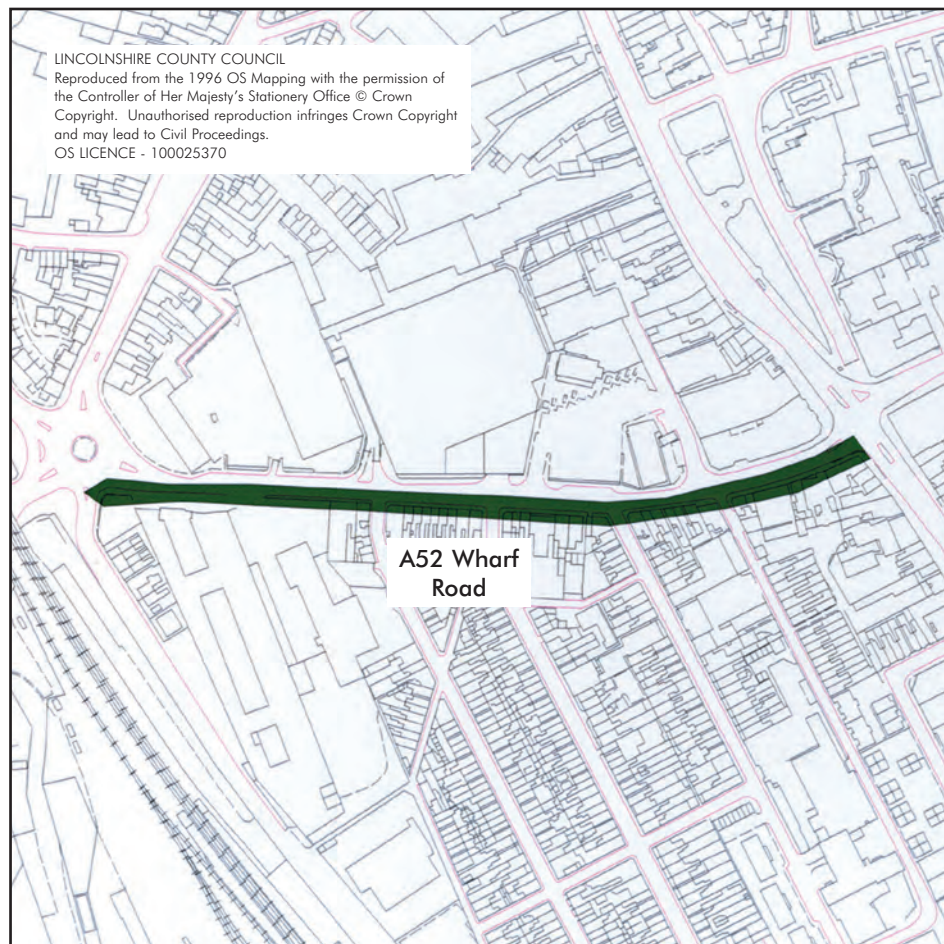 LINCOLNSHIRE COUNTY COUNCIL
Reproduced from the 1996 OS Mapping with the permission of
the Controller of Her Majesty’s Stationery Office © Crown
Copyright.  Unauthorised reproduction infringes Crown Copyright
and may lead to Civil Proceedings.
OS LICENCE - 100025370
A52 Wharf
Road